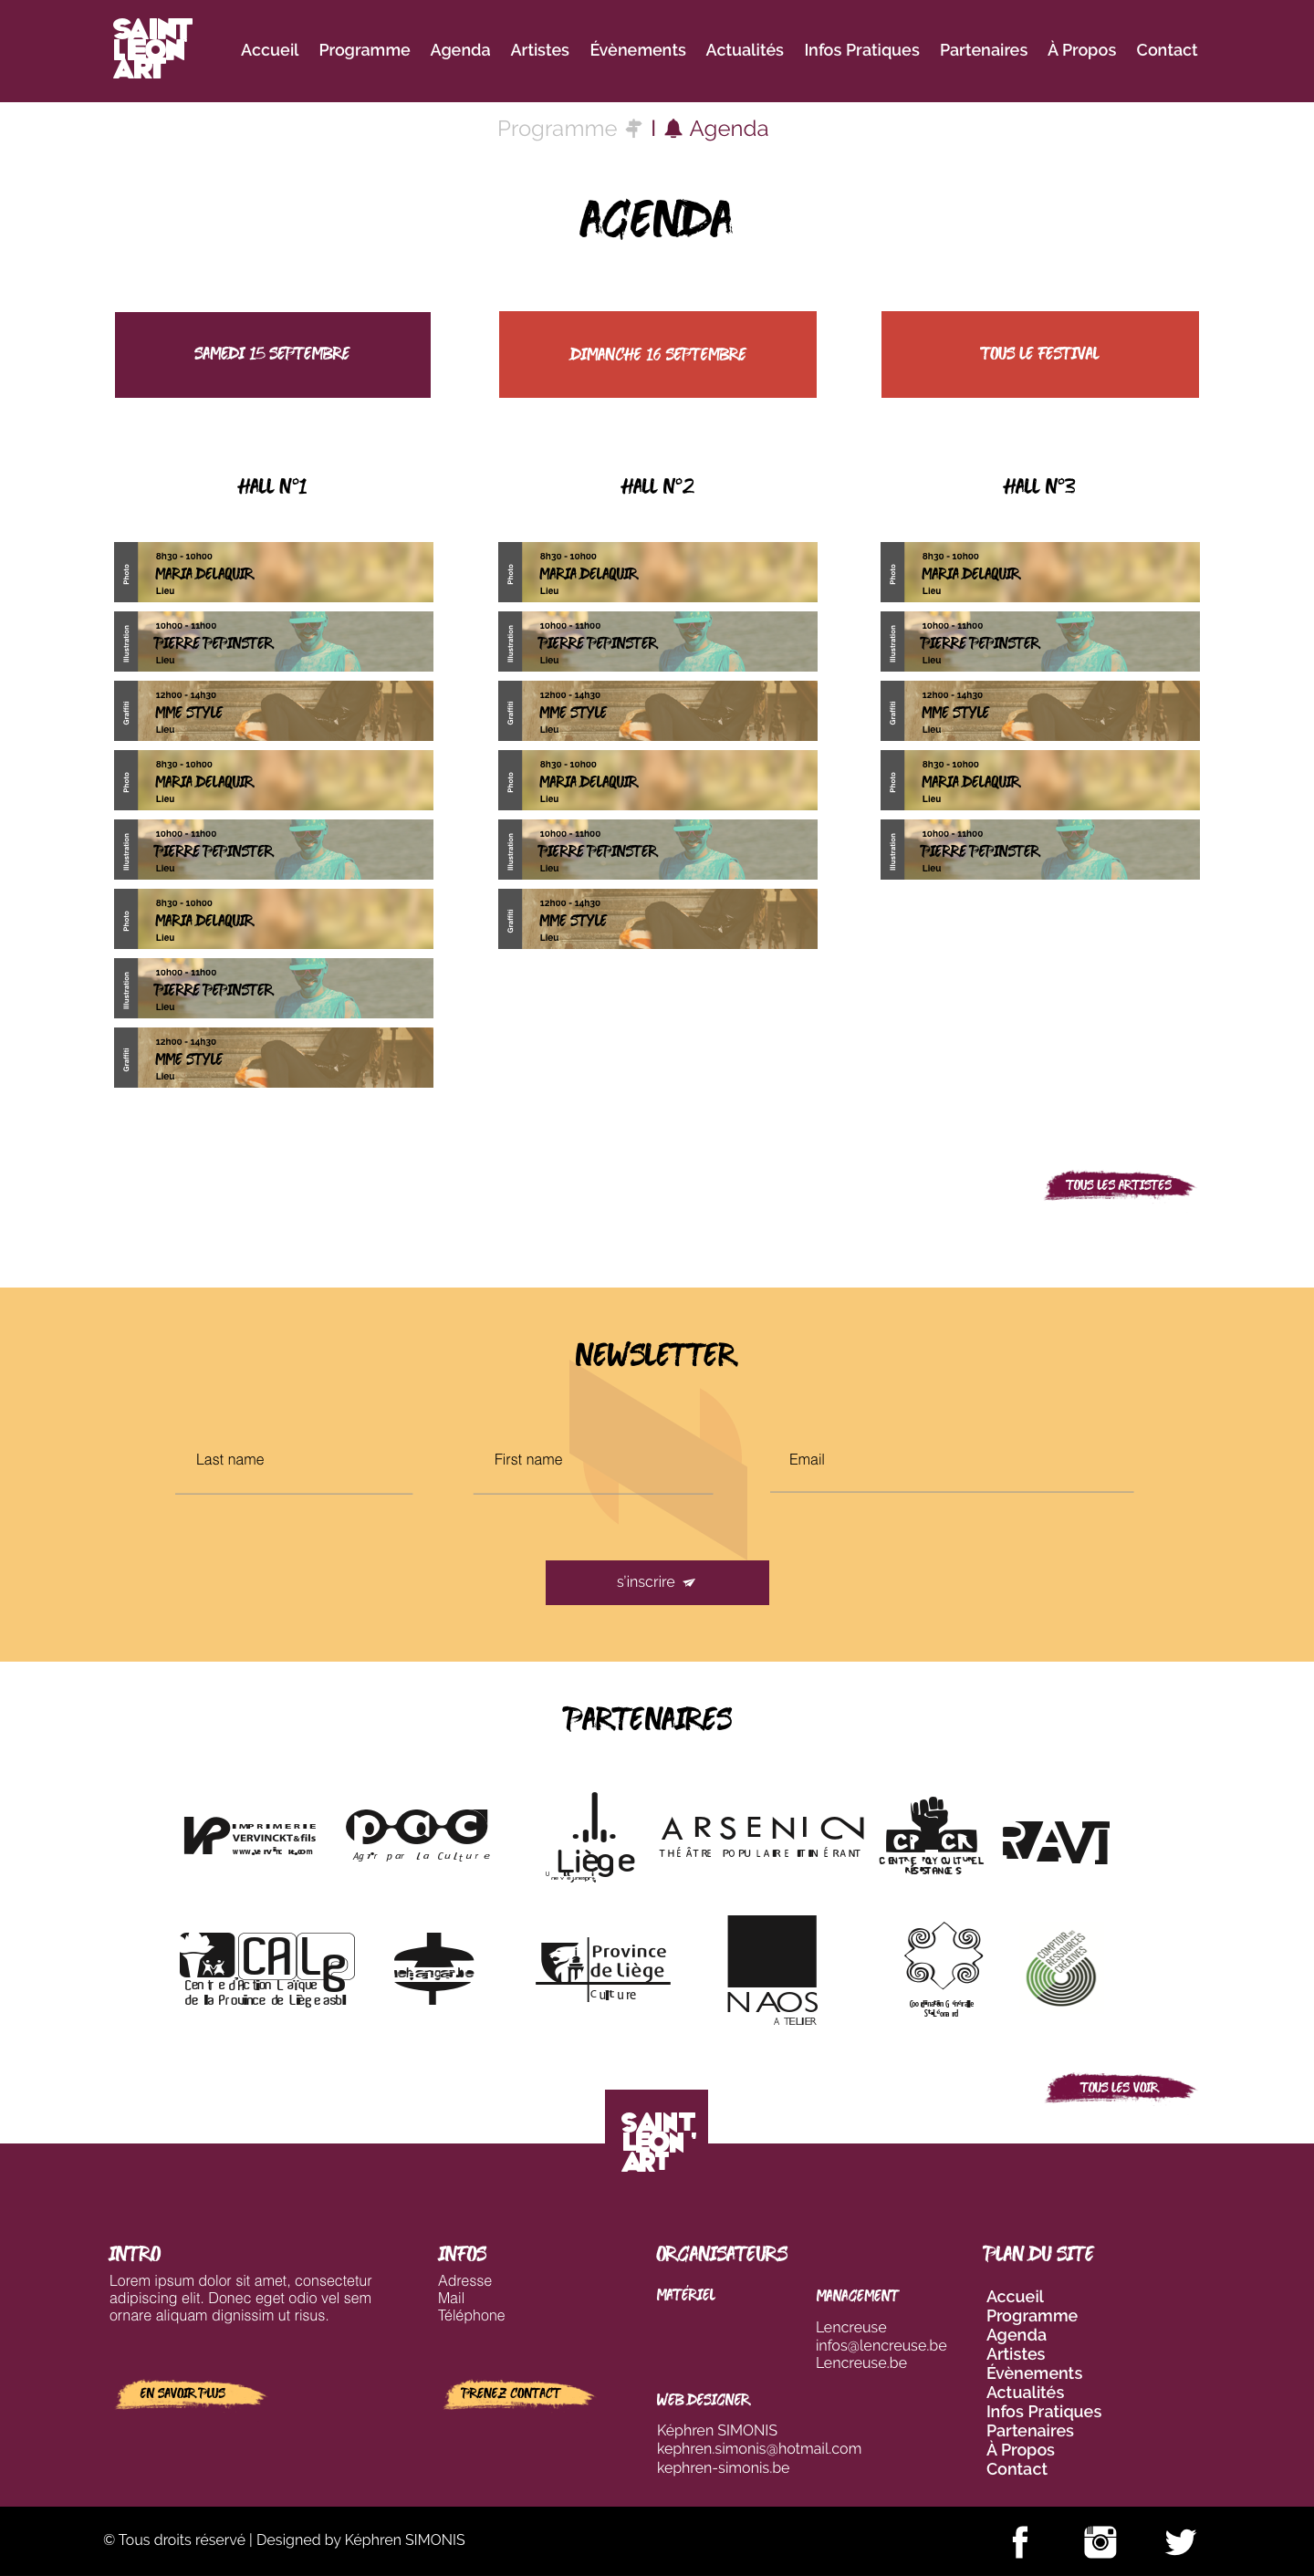 SAINT
LEON
ART
Accueil Programme Agenda Artistes Évènements Actualités Infos Pratiques Partenaires À Propos Contact
Programme | Agenda
AGENDA
SAMEDI 15 SEPTEMBRE
DIMANCHE 16 SEPTEMBRE
TOUS LE FESTIVAL
HALL N°1
Photo
8h30 - 10h00
MARIA DELAQUIR
Lieu
Illustration
10h00 - 11h00
PIERRE PEPINSTER
Lieu
Graffiti
12h00 - 14h30
MME STYLE
Lieu
Photo
8h30 - 10h00
MARIA DELAQUIR
Lieu
Illustration
10h00 - 11h00
PIERRE PEPINSTER
Lieu
Photo
8h30 - 10h00
MARIA DELAQUIR
Lieu
Illustration
10h00 - 11h00
PIERRE PEPINSTER
Lieu
Graffiti
12h00 - 14h30
MME STYLE
Lieu
HALL N°2
Photo
8h30 - 10h00
MARIA DELAQUIR
Lieu
Illustration
10h00 - 11h00
PIERRE PEPINSTER
Lieu
Graffiti
12h00 - 14h30
MME STYLE
Lieu
Photo
8h30 - 10h00
MARIA DELAQUIR
Lieu
Illustration
10h00 - 11h00
PIERRE PEPINSTER
Lieu
Graffiti
12h00 - 14h30
MME STYLE
Lieu
HALL N°3
Photo
8h30 - 10h00
MARIA DELAQUIR
Lieu
Illustration
10h00 - 11h00
PIERRE PEPINSTER
Lieu
Graffiti
12h00 - 14h30
MME STYLE
Lieu
Photo
8h30 - 10h00
MARIA DELAQUIR
Lieu
Illustration
10h00 - 11h00
PIERRE PEPINSTER
Lieu
TOUS LES ARTISTES
NEWSLETTER
Last name
First name
Email
s'inscrire
PARTENAIRES
VP
IMPRIMERIE
VERVINCKT & fils
pac
Agir par la Culture
Liège
ARSENIC2
THÉÂTRE POPULAIRE ITINÉRANT
CPCR
CENTRE POLYCULTUREL
RÉSISTANCES
RAVI
CALg
Centre d'Action Laïque
de la Province de Liège asbl
Province
de Liège
Culture
NAOS
ATELIER
COMPTOIR DES
RESSOURCES
CREATIVES
TOUS LES VOIR
SAINT
LEON'
ART
INTRO
Lorem ipsum dolor sit amet, consectetur
adipiscing elit. Donec eget odio vel sem
ornare aliquam dignissim ut risus.
EN SAVOIR PLUS
INFOS
Adresse
Mail
Téléphone
PRENEZ CONTACT
ORGANISATEURS
MATÉRIEL
MANAGEMENT
Lencreuse
infos@lencreuse.be
Lencreuse.be
WEB DESIGNER
Képhren SIMONIS
kephren.simonis@hotmail.com
kephren-simonis.be
PLAN DU SITE
Accueil
Programme
Agenda
Artistes
Évènements
Actualités
Infos Pratiques
Partenaires
À Propos
Contact
© Tous droits réservé | Designed by Képhren SIMONIS